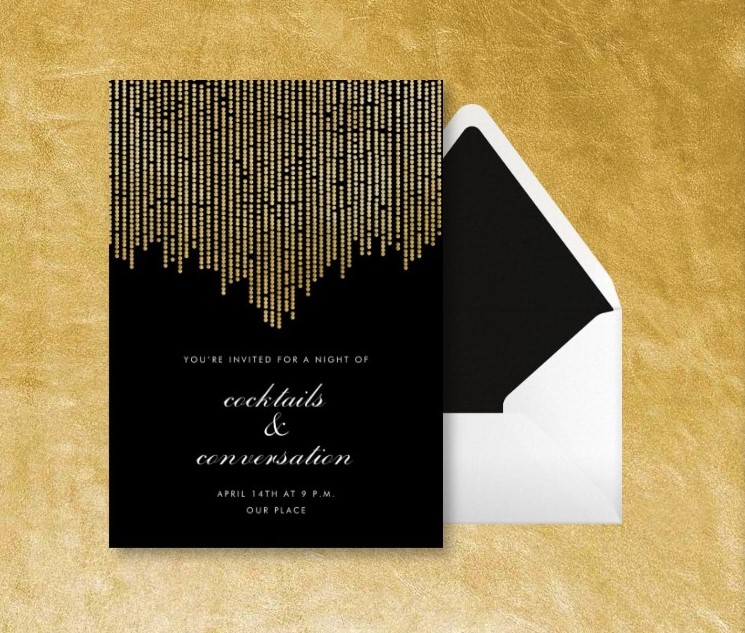 YOU'RE INVITED FOR A NIGHT OF
cocktails
&
conversation
APRIL 14TH AT 9 P.M.
OUR PLACE